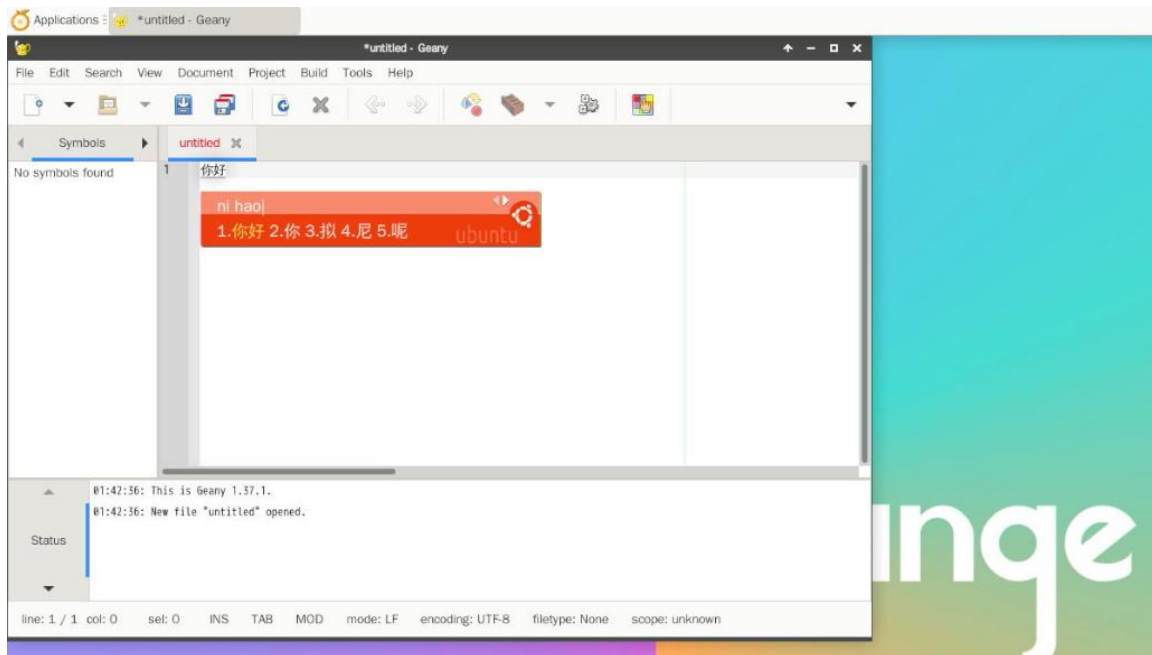 Applications
*untitled - Geany
*untitled - Geany
File Edit Search View Document Project Build Tools Help
Symbols
untitled
No symbols found
1 你好
ni hao
1.你好 2.你 3.拟 4.尼 5.呢
ubuntu
01:42:36: This is Geany 1.37.1.
01:42:36: New file "untitled" opened.
Status
line: 1 / 1 col: 0 sel: 0 INS TAB MOD mode: LF encoding: UTF-8 filetype: None scope: unknown
nge